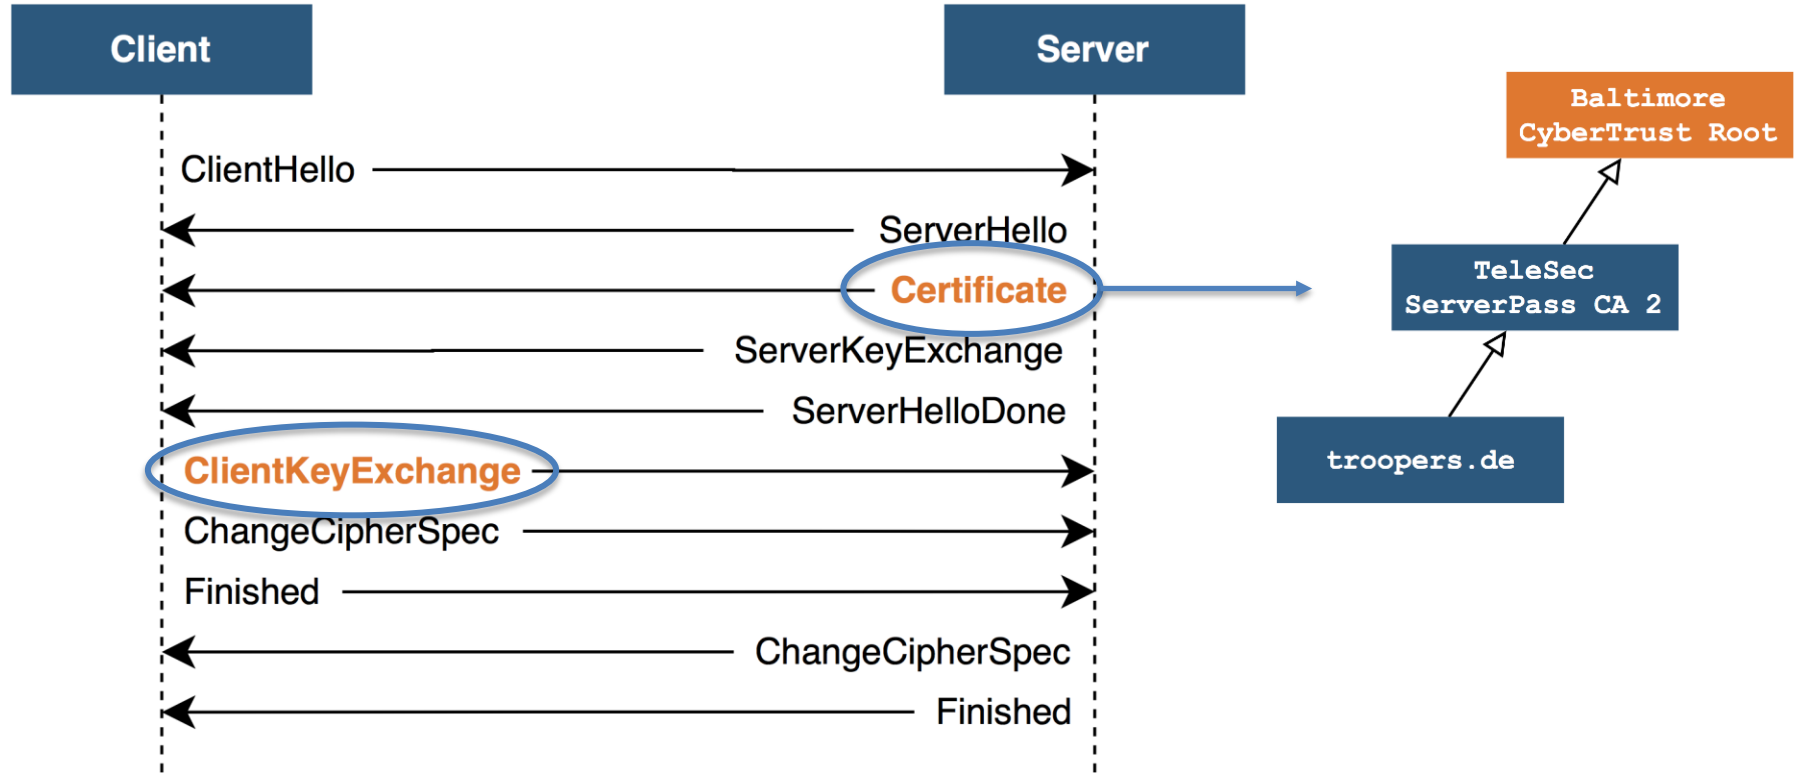 Client
Server
ClientHello
ServerHello
Certificate
ServerKeyExchange
ServerHelloDone
ClientKeyExchange
ChangeCipherSpec
Finished
ChangeCipherSpec
Finished
Baltimore
CyberTrust Root
TeleSec
ServerPass CA 2
troopers.de